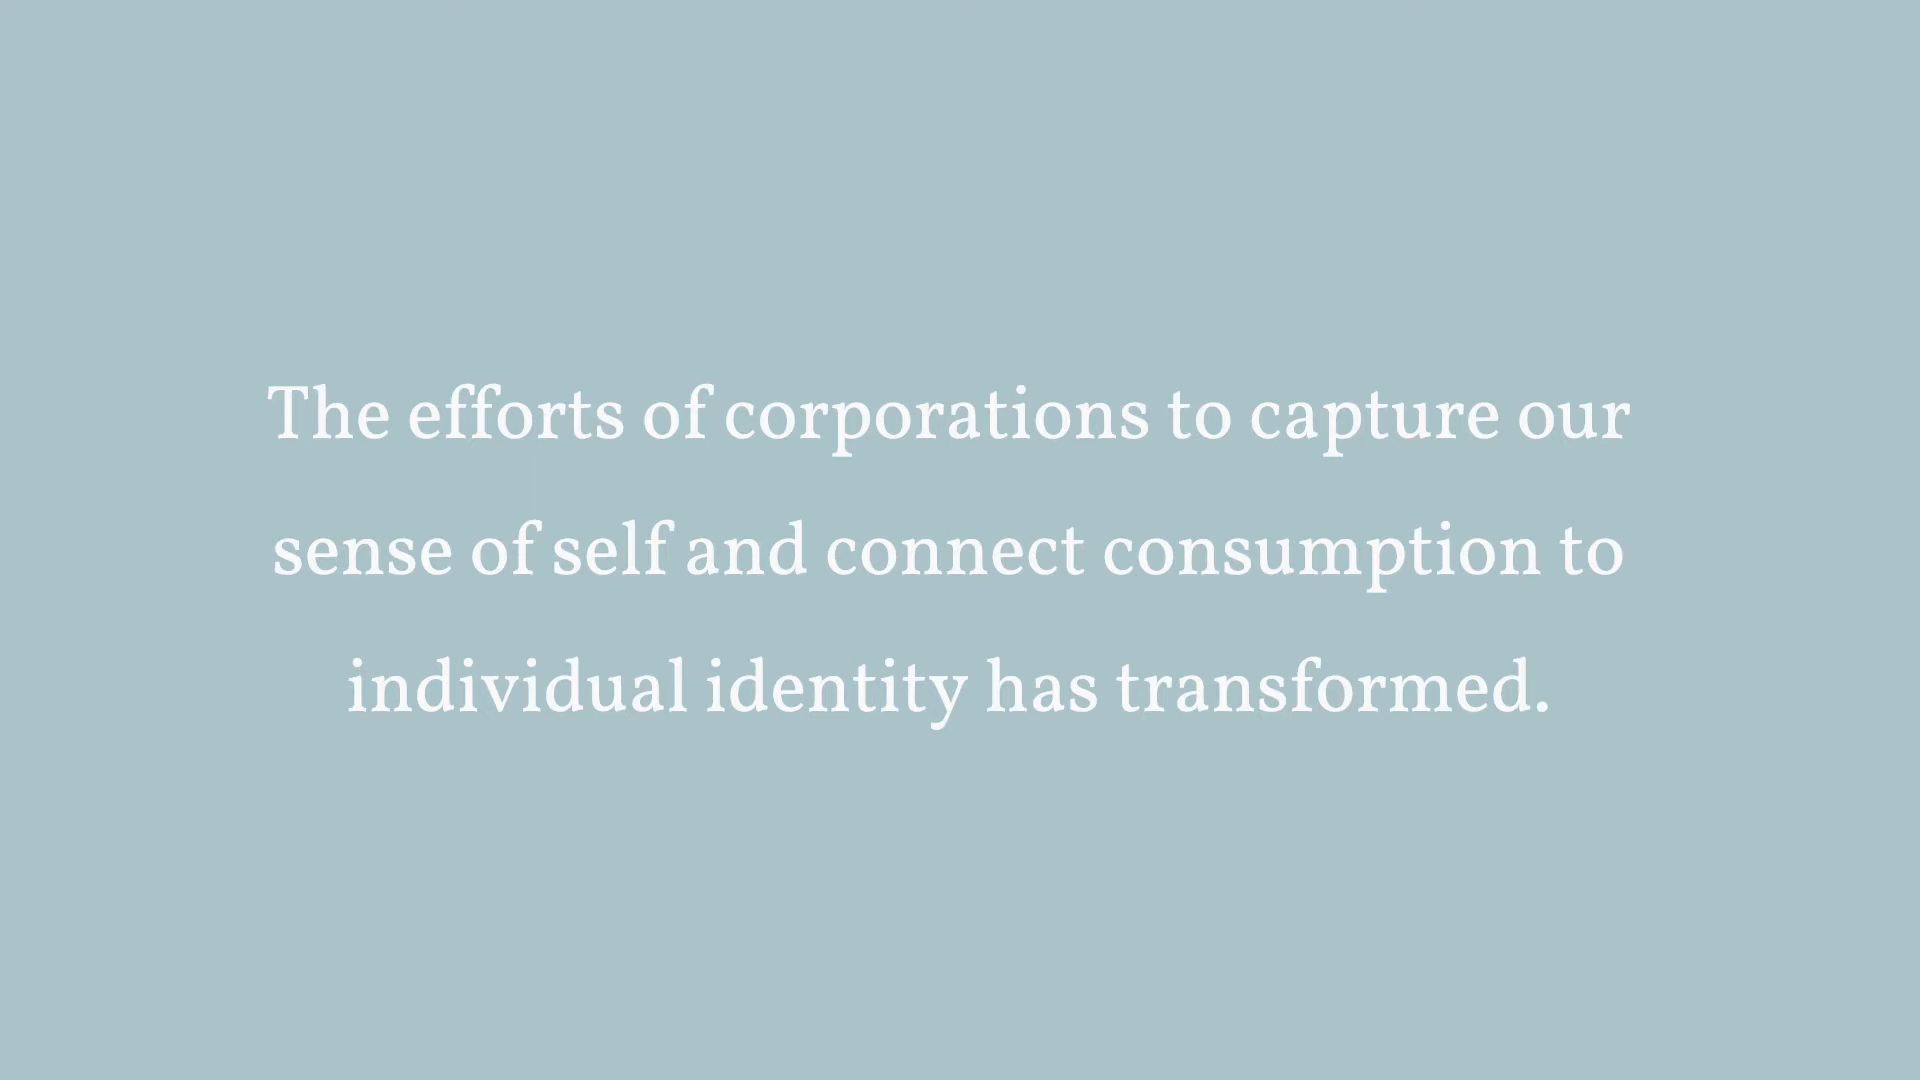 The efforts of corporations to capture our
sense of self and connect consumption to
individual identity has transformed.